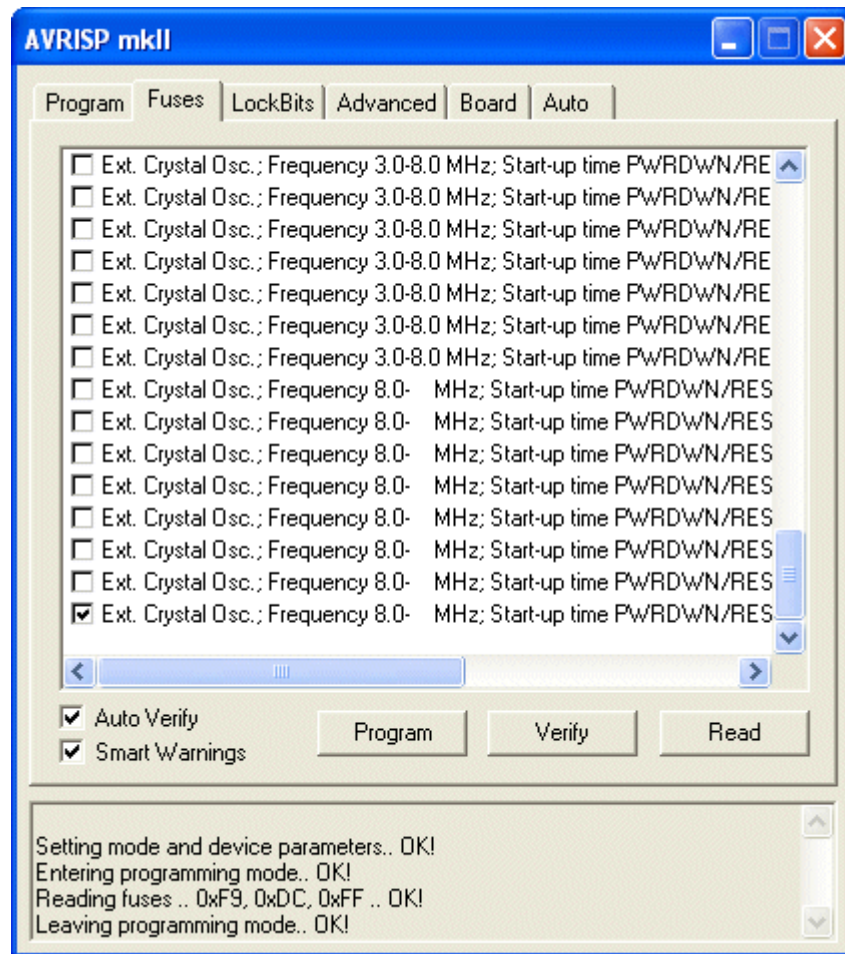 AVRISP mkII
Program Fuses LockBits Advanced Board Auto
Ext. Crystal Osc.; Frequency 3.0-8.0 MHz; Start-up time PWRDWN/RE
Ext. Crystal Osc.; Frequency 3.0-8.0 MHz; Start-up time PWRDWN/RE
Ext. Crystal Osc.; Frequency 3.0-8.0 MHz; Start-up time PWRDWN/RE
Ext. Crystal Osc.; Frequency 3.0-8.0 MHz; Start-up time PWRDWN/RE
Ext. Crystal Osc.; Frequency 3.0-8.0 MHz; Start-up time PWRDWN/RE
Ext. Crystal Osc.; Frequency 3.0-8.0 MHz; Start-up time PWRDWN/RE
Ext. Crystal Osc.; Frequency 3.0-8.0 MHz; Start-up time PWRDWN/RE
Ext. Crystal Osc.; Frequency 8.0- MHz; Start-up time PWRDWN/RES
Ext. Crystal Osc.; Frequency 8.0- MHz; Start-up time PWRDWN/RES
Ext. Crystal Osc.; Frequency 8.0- MHz; Start-up time PWRDWN/RES
Ext. Crystal Osc.; Frequency 8.0- MHz; Start-up time PWRDWN/RES
Ext. Crystal Osc.; Frequency 8.0- MHz; Start-up time PWRDWN/RES
Ext. Crystal Osc.; Frequency 8.0- MHz; Start-up time PWRDWN/RES
Ext. Crystal Osc.; Frequency 8.0- MHz; Start-up time PWRDWN/RES
Ext. Crystal Osc.; Frequency 8.0- MHz; Start-up time PWRDWN/RES
Auto Verify
Smart Warnings
Program Verify Read
Setting mode and device parameters.. OK!
Entering programming mode.. OK!
Reading fuses .. 0xF9, 0xDC, 0xFF .. OK!
Leaving programming mode.. OK!